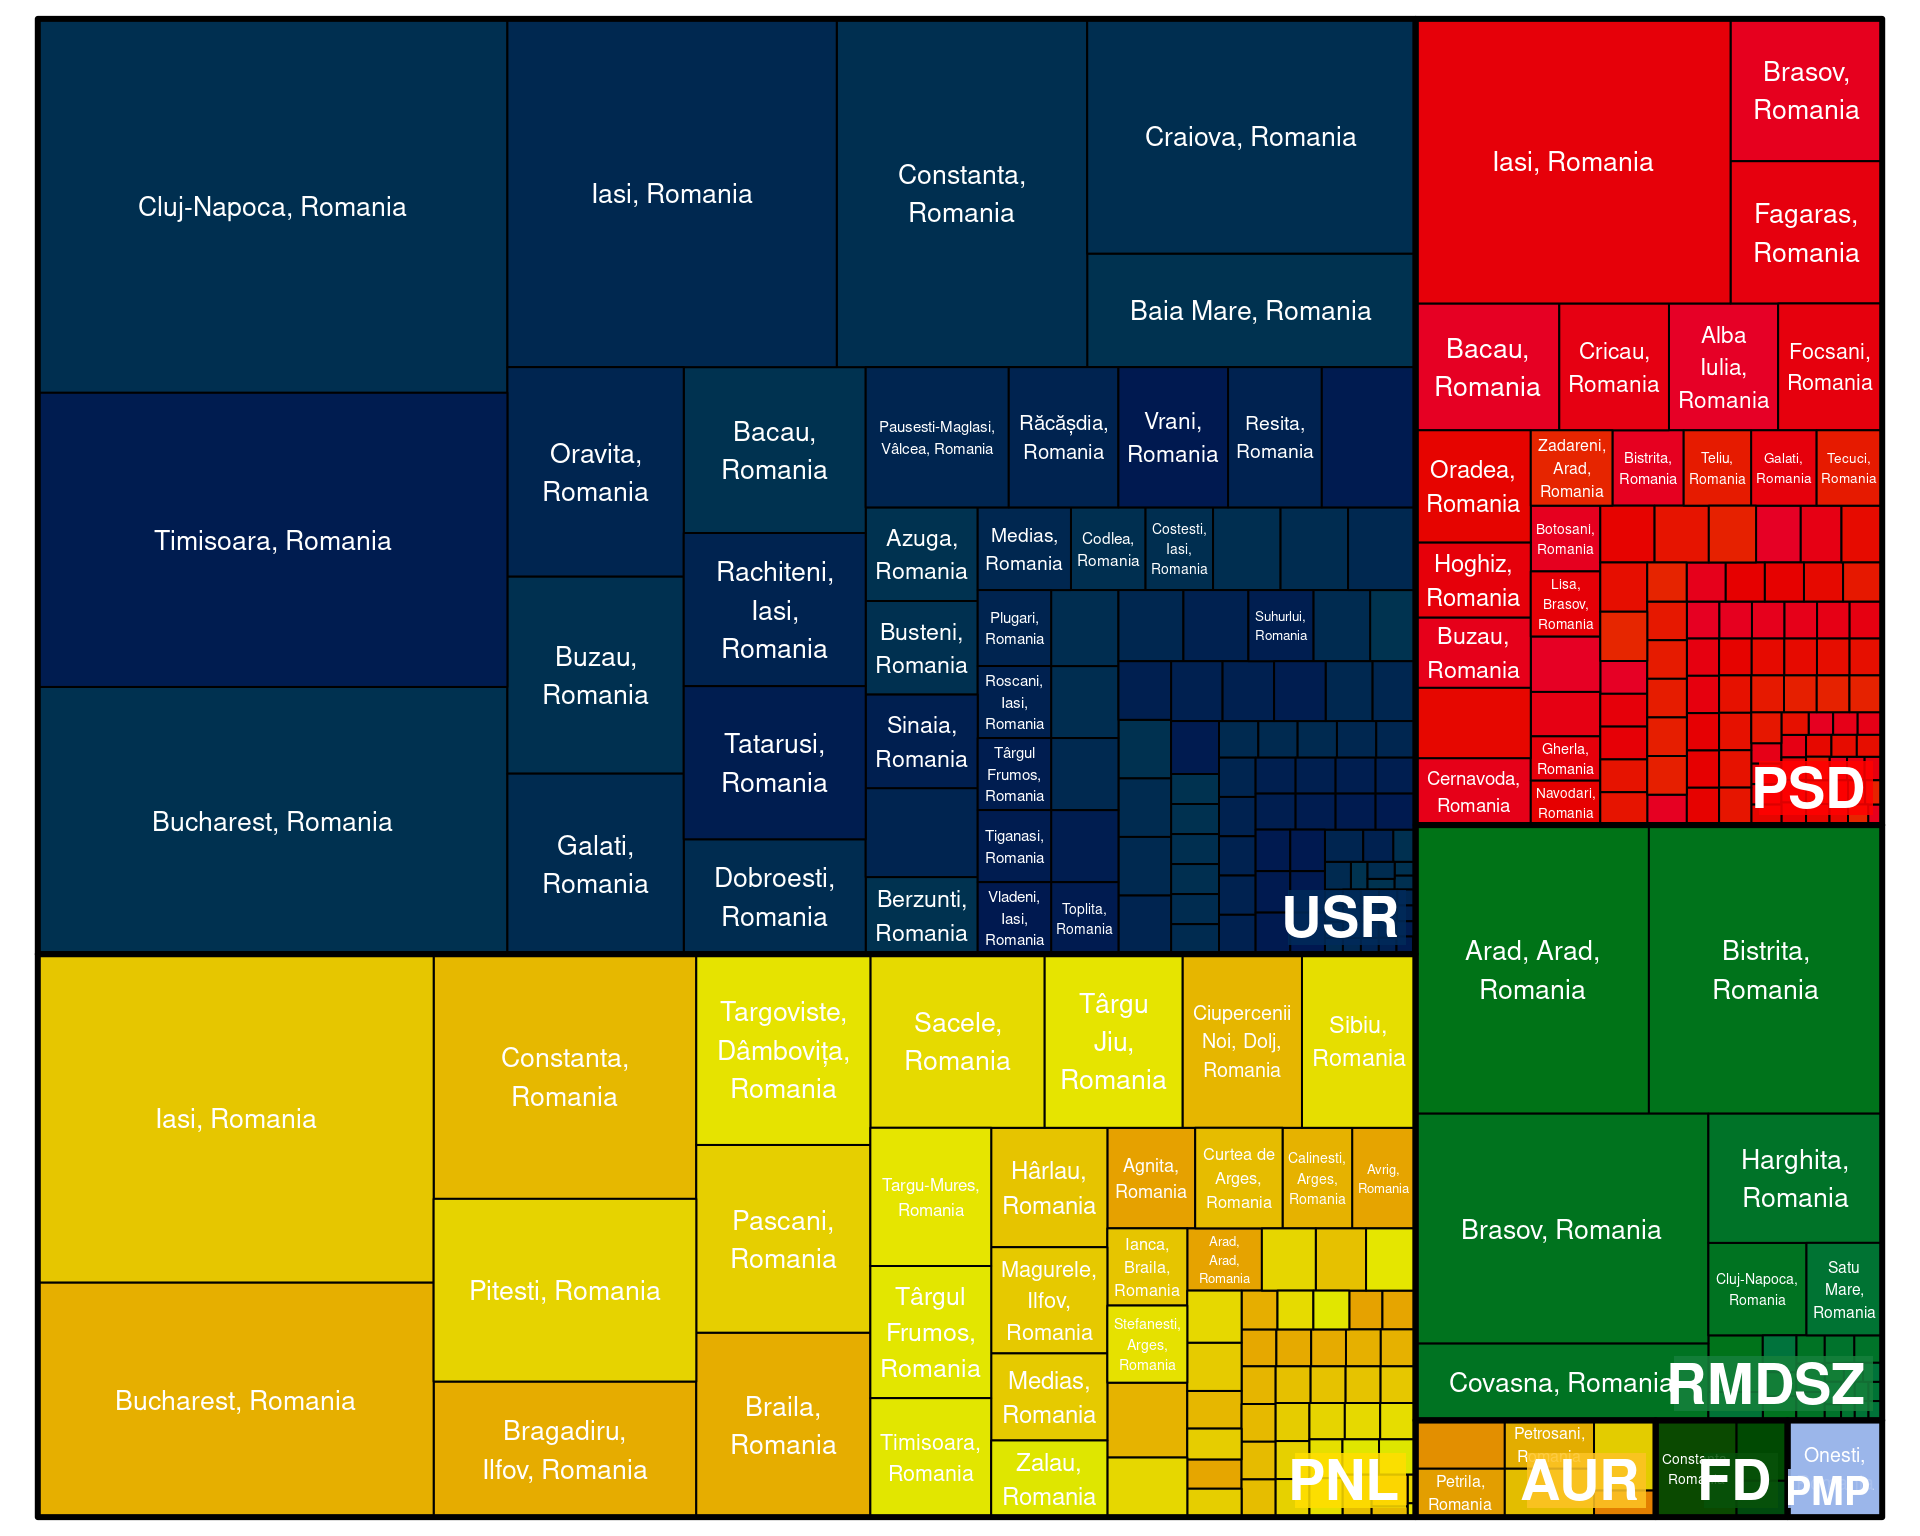 Cluj-Napoca, Romania
Timisoara, Romania
Bucharest, Romania
Iasi, Romania
Constanta,
Romania
Craiova, Romania
Baia Mare, Romania
Oravita,
Romania
Buzau,
Romania
Galati,
Romania
Bacau,
Romania
Rachiteni,
Iasi,
Romania
Tatarusi,
Romania
Dobroesti,
Romania
Pausesti-Maglasi,
Vâlcea, Romania
Răcășdia,
Romania
Vrani,
Romania
Resita,
Romania
Azuga,
Romania
Busteni,
Romania
Sinaia,
Romania
Berzunti,
Romania
Medias,
Romania
Codlea,
Romania
Costesti,
Iasi,
Romania
Plugari,
Romania
Suhurlui,
Romania
Roscani,
Iasi,
Romania
Târgul
Frumos,
Romania
Tiganasi,
Romania
Vladeni,
Iasi,
Romania
Toplita,
Romania
USR
Iasi, Romania
Brasov,
Romania
Fagaras,
Romania
Bacau,
Romania
Cricau,
Romania
Alba
Iulia,
Romania
Focsani,
Romania
Oradea,
Romania
Hoghiz,
Romania
Buzau,
Romania
Cernavoda,
Romania
Zadareni,
Arad,
Romania
Bistrita,
Romania
Teliu,
Romania
Galati,
Romania
Tecuci,
Romania
Botosani,
Romania
Lisa,
Brasov,
Romania
Gherla,
Romania
Navodari,
Romania
PSD
Iasi, Romania
Bucharest, Romania
Constanta,
Romania
Pitesti, Romania
Bragadiru,
Ilfov, Romania
Targoviste,
Dâmbovița,
Romania
Pascani,
Romania
Braila,
Romania
Sacele,
Romania
Târgu
Jiu,
Romania
Ciupercenii
Noi, Dolj,
Romania
Sibiu,
Romania
Targu-Mures,
Romania
Târgul
Frumos,
Romania
Timisoara,
Romania
Hârlau,
Romania
Magurele,
Ilfov,
Romania
Medias,
Romania
Zalau,
Romania
Agnita,
Romania
Curtea de
Arges,
Romania
Calinesti,
Arges,
Romania
Avrig,
Romania
Ianca,
Braila,
Romania
Stefanesti,
Arges,
Romania
Arad,
Arad,
Romania
PNL
Arad, Arad,
Romania
Bistrita,
Romania
Brasov, Romania
Covasna, Romania
Harghita,
Romania
Cluj-Napoca,
Romania
Satu
Mare,
Romania
RMDSZ
Petrosani,
Petrila,
Romania
AUR
FD
Onesti,
PMP